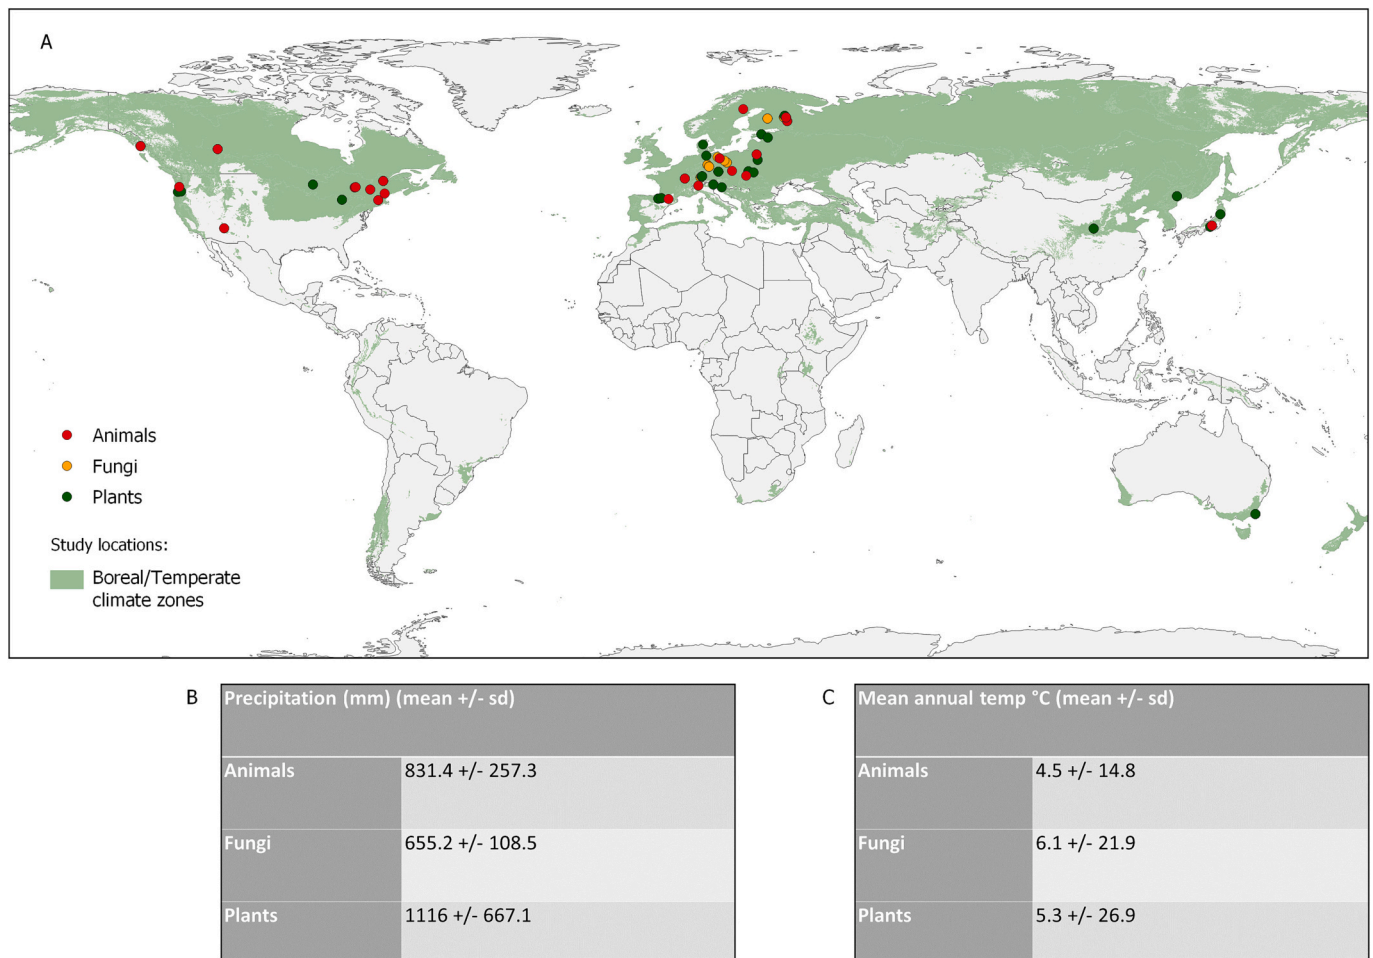 A
Animals
Fungi
Plants
Study locations:
Boreal/Temperate
climate zones
B
Precipitation (mm) (mean +/- sd)
Animals 831.4 +/- 257.3
Fungi 655.2 +/- 108.5
Plants 1116 +/- 667.1
C
Mean annual temp °C (mean +/- sd)
Animals 4.5 +/- 14.8
Fungi 6.1 +/- 21.9
Plants 5.3 +/- 26.9